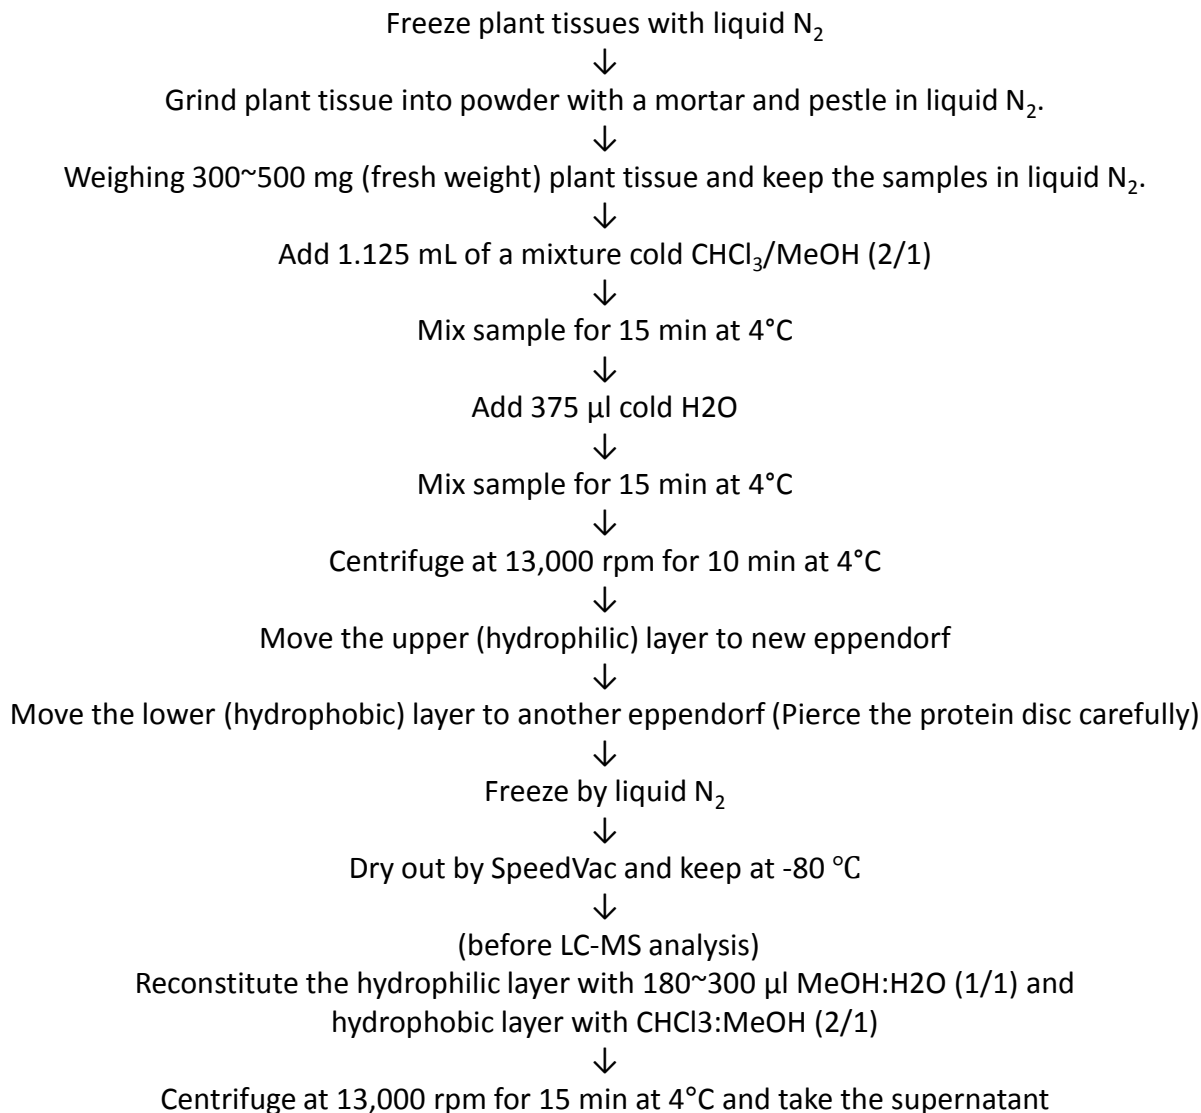 Freeze plant tissues with liquid N₂
↓
Grind plant tissue into powder with a mortar and pestle in liquid N₂.
↓
Weighing 300~500 mg (fresh weight) plant tissue and keep the samples in liquid N₂.
↓
Add 1.125 mL of a mixture cold CHCl₃/MeOH (2/1)
↓
Mix sample for 15 min at 4°C
↓
Add 375 µl cold H2O
↓
Mix sample for 15 min at 4°C
↓
Centrifuge at 13,000 rpm for 10 min at 4°C
↓
Move the upper (hydrophilic) layer to new eppendorf
↓
Move the lower (hydrophobic) layer to another eppendorf (Pierce the protein disc carefully)
↓
Freeze by liquid N₂
↓
Dry out by SpeedVac and keep at -80 ℃
↓
(before LC-MS analysis)
Reconstitute the hydrophilic layer with 180~300 µl MeOH:H2O (1/1) and
hydrophobic layer with CHCl3:MeOH (2/1)
↓
Centrifuge at 13,000 rpm for 15 min at 4°C and take the supernatant